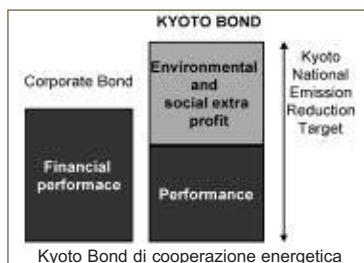 KYOTO BOND
Corporate Bond
Environmental
and
social extra
profit
Kyoto
National
Emission
Reduction
Target
Financial
performace
Performance
Kyoto Bond di cooperazione energetica